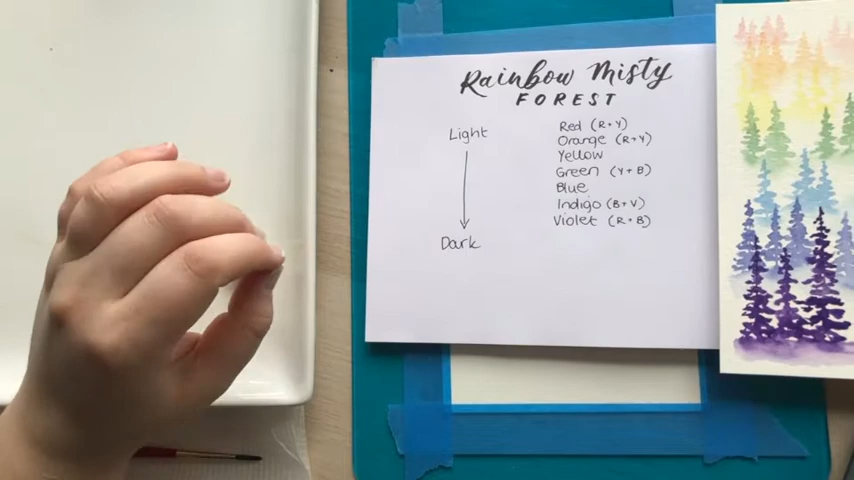 Rainbow Misty
FOREST
Light
Dark
Red (R+Y)
Orange (R+Y)
Yellow
Green (Y+B)
Blue
Indigo (B+V)
Violet (R+B)